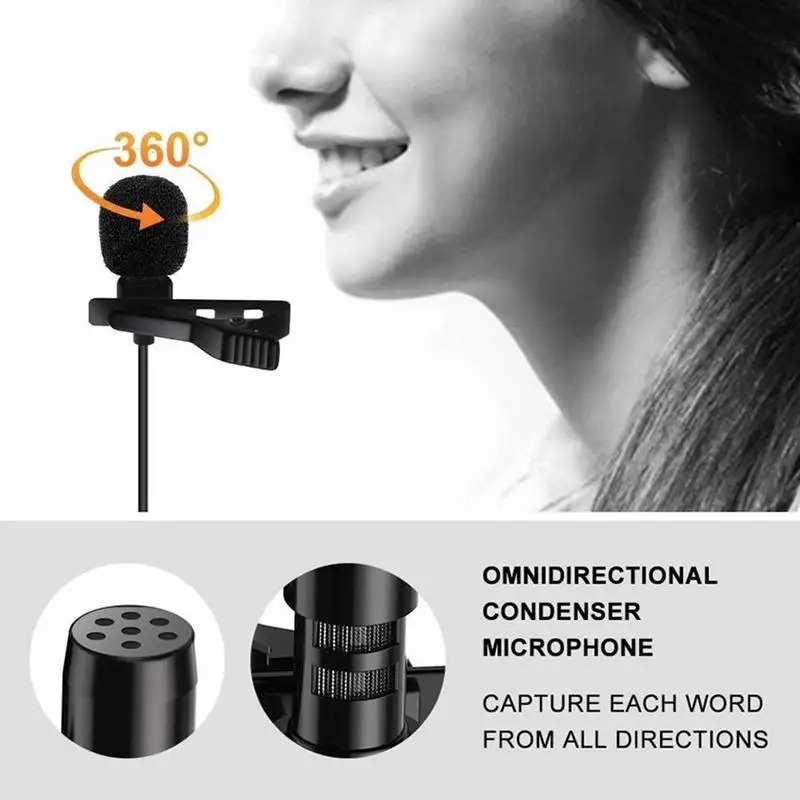 360°
OMNIDIRECTIONAL
CONDENSER
MICROPHONE
CAPTURE EACH WORD
FROM ALL DIRECTIONS